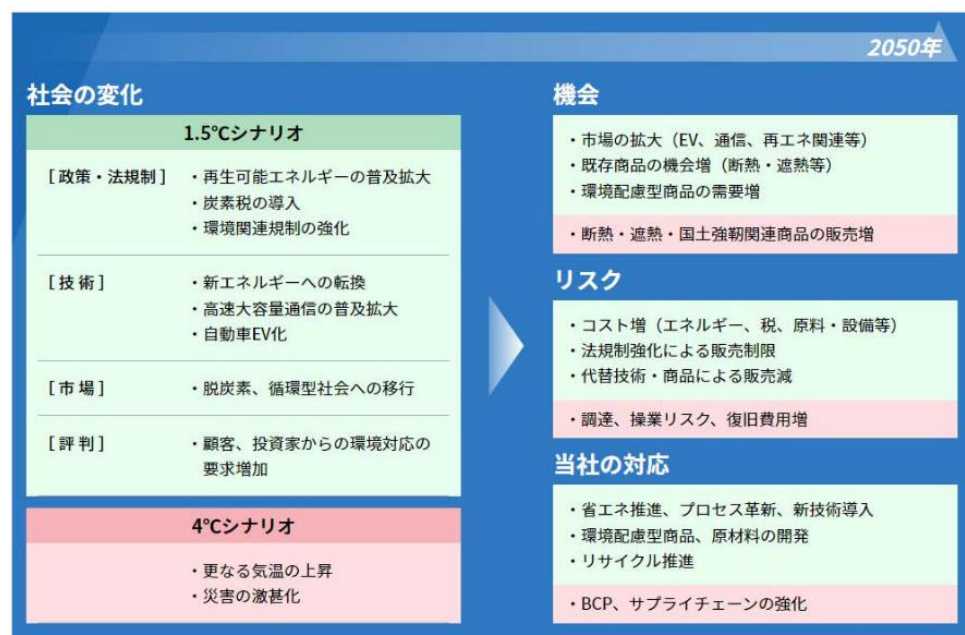 2050年
社会の変化
1.5℃シナリオ
[政策・法規制]
・再生可能エネルギーの普及拡大
・炭素税の導入
・環境関連規制の強化
[技術]
・新エネルギーへの転換
・高速大容量通信の普及拡大
・自動車EV化
[市場]
・脱炭素、循環型社会への移行
[評判]
・顧客、投資家からの環境対応の
要求増加
4℃シナリオ
・更なる気温の上昇
・災害の激甚化
機会
・市場の拡大（EV、通信、再エネ関連等）
・既存商品の機会増（断熱・遮熱等）
・環境配慮型商品の需要増
・断熱・遮熱・国土強靭関連商品の販売増
リスク
・コスト増（エネルギー、税、原料・設備等）
・法規制強化による販売制限
・代替技術・商品による販売減
・調達、操業リスク、復旧費用増
当社の対応
・省エネ推進、プロセス革新、新技術導入
・環境配慮型商品、原材料の開発
・リサイクル推進
・BCP、サプライチェーンの強化